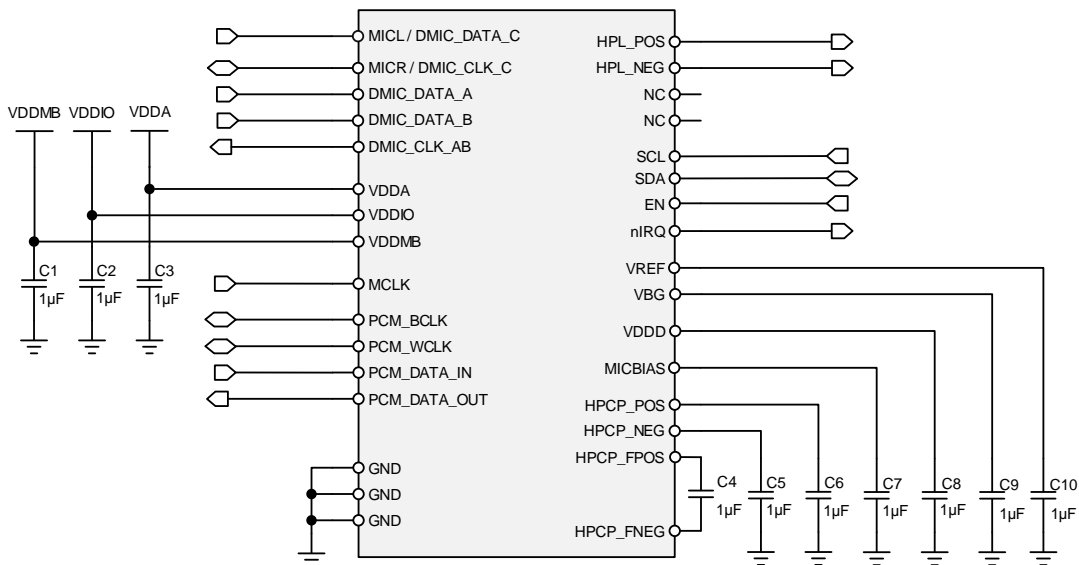 MICL / DMIC_DATA_C
MICR / DMIC_CLK_C
DMIC_DATA_A
DMIC_DATA_B
DMIC_CLK_AB
VDDMB VDDIO VDDA
VDDA
VDDIO
VDDMB
C1
1µF
C2
1µF
C3
1µF
MCLK
PCM_BCLK
PCM_WCLK
PCM_DATA_IN
PCM_DATA_OUT
GND
GND
GND
HPL_POS
HPL_NEG
NC
NC
SCL
SDA
EN
nIRQ
VREF
VBG
VDDD
MICBIAS
HPCP_POS
HPCP_NEG
HPCP_FPOS
HPCP_FNEG
C4
1µF
C5
1µF
C6
1µF
C7
1µF
C8
1µF
C9
1µF
C10
1µF